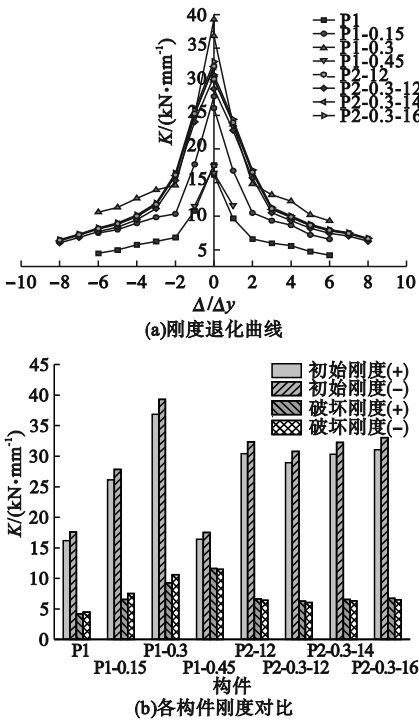 40
35
30
25
20
15
10
5
K/(kN·mm⁻¹)
P1
P1-0.15
P1-0.3
P1-0.45
P2-12
P2-0.3-12
P2-0.3-14
P2-0.3-16
−10 −8 −6 −4 −2 0 2 4 6 8 10
Δ/Δy
(a)刚度退化曲线
45
40
35
30
25
20
15
10
5
0
K/(kN·mm⁻¹)
初始刚度(+)
初始刚度(−)
破坏刚度(+)
破坏刚度(−)
P1 P1-0.3 P2-12 P2-0.3-14
P1-0.15 P1-0.45 P2-0.3-12 P2-0.3-16
构件
(b)各构件刚度对比